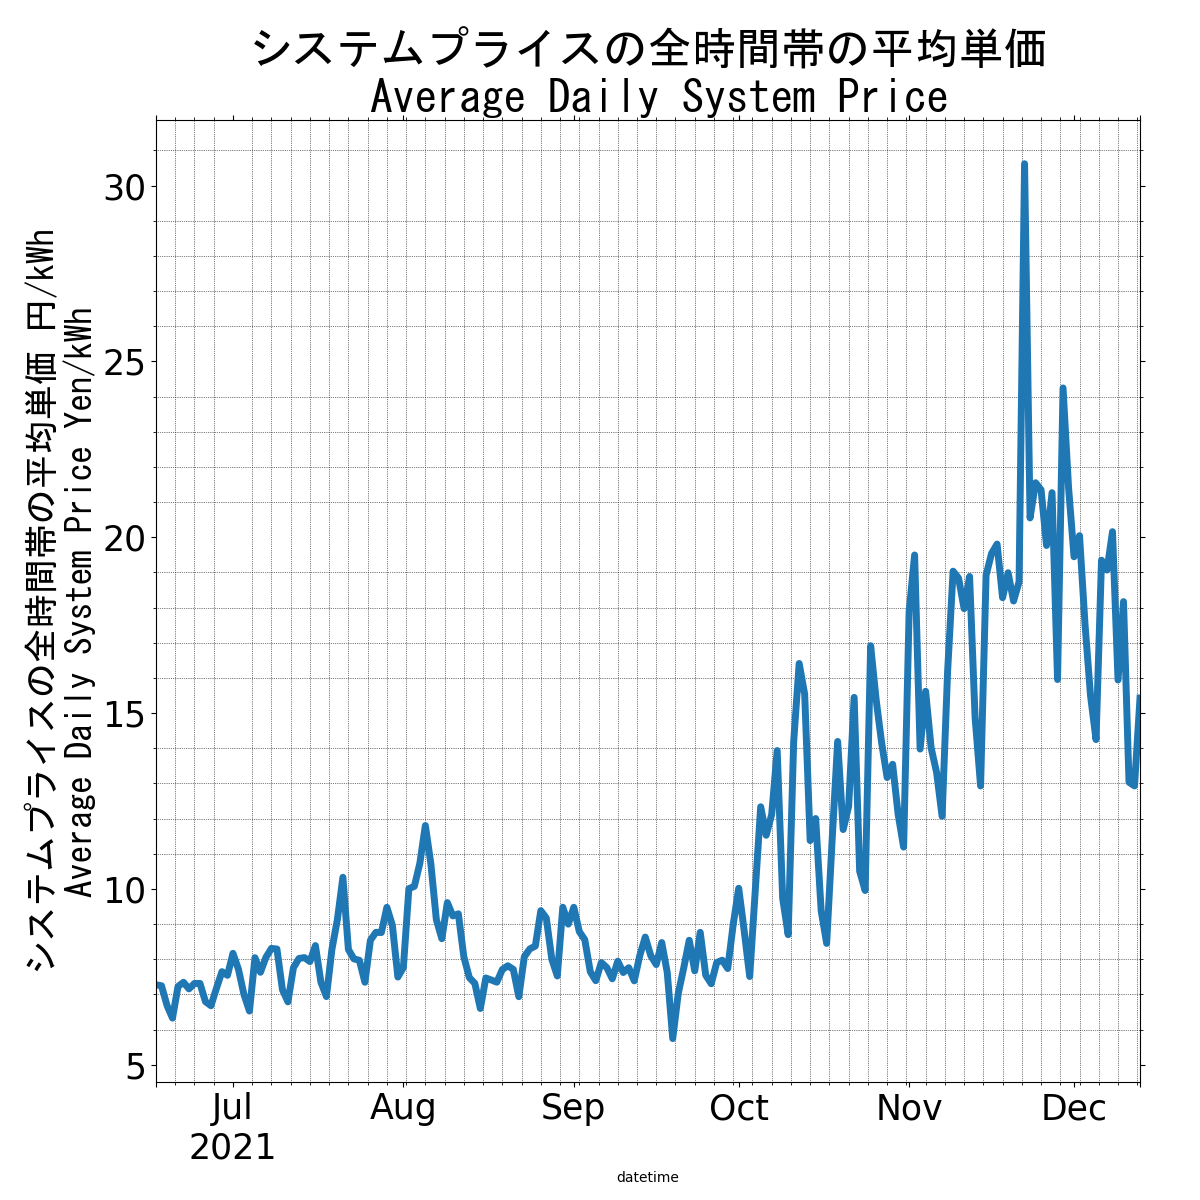 システムプライスの全時間帯の平均単価
Average Daily System Price
システムプライスの全時間帯の平均単価 円/kWh
Average Daily System Price Yen/kWh
30
25
20
15
10
5
Jul
2021
Aug
Sep
Oct
Nov
Dec
datetime